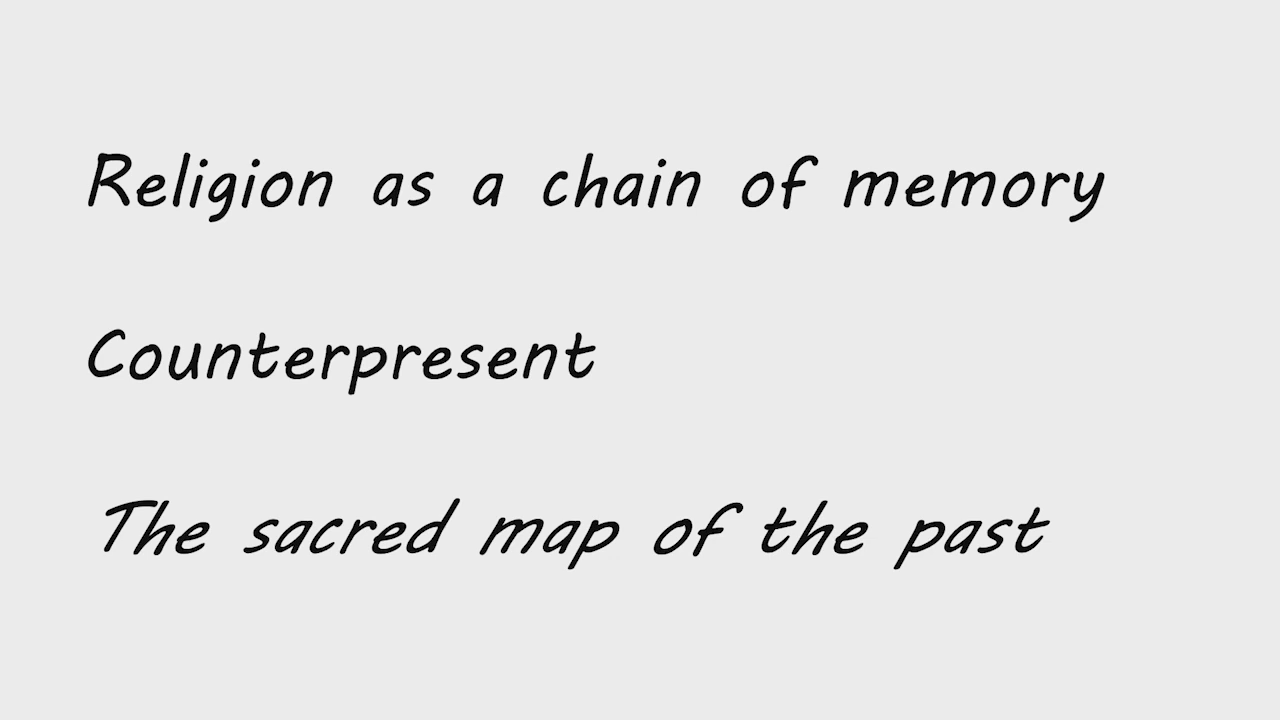 Religion as a chain of memory
Counterpresent
The sacred map of the past